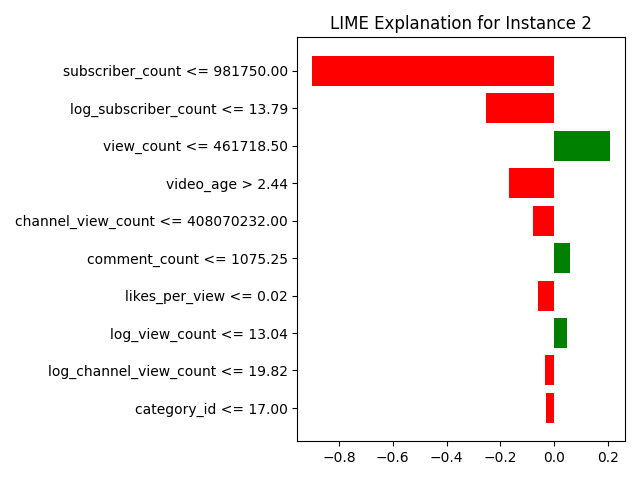 LIME Explanation for Instance 2
subscriber_count <= 981750.00
log_subscriber_count <= 13.79
view_count <= 461718.50
video_age > 2.44
channel_view_count <= 408070232.00
comment_count <= 1075.25
likes_per_view <= 0.02
log_view_count <= 13.04
log_channel_view_count <= 19.82
category_id <= 17.00
−0.8 −0.6 −0.4 −0.2 0.0 0.2